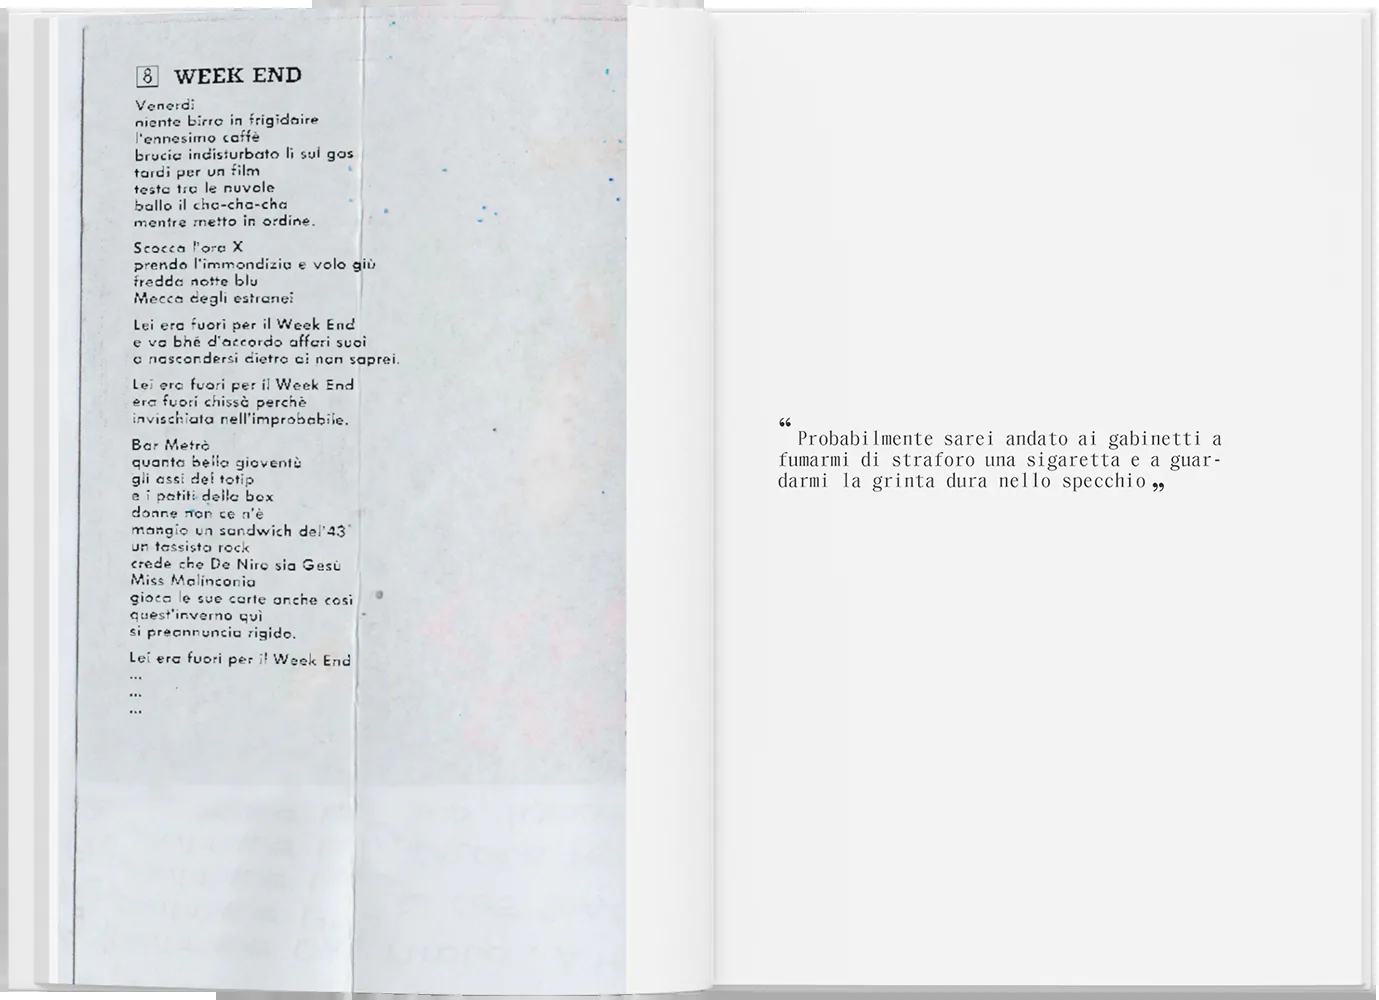 8 WEEK END
Venerdì
niente birra in frigidaire
l'ennesimo caffè
brucia indisturbato lì sul gas
tardi per un film
testa tra le nuvole
ballo il cha-cha-cha
mentre metto in ordine.
Scocca l'ora X
prendo l'immondizia e volo giù
fredda notte blu
Mecca degli estranei
Lei era fuori per il Week End
e va bhé d'accordo affari suoi
a nascondersi dietro ai non saprei.
Lei era fuori per il Week End
era fuori chissà perchè
invischiata nell'improbabile.
Bar Metrò
quanta bella gioventù
gli assi del totip
e i patiti della box
donne non ce n'è
mangio un sandwich del'43
un tassista rock
crede che De Niro sia Gesù
Miss Malinconia
gioca le sue carte anche così
quest'inverno quì
si preannuncia rigido.
Lei era fuori per il Week End
...
...
...
“ Probabilmente sarei andato ai gabinetti a
fumarmi di straforo una sigaretta e a guar-
darmi la grinta dura nello specchio „